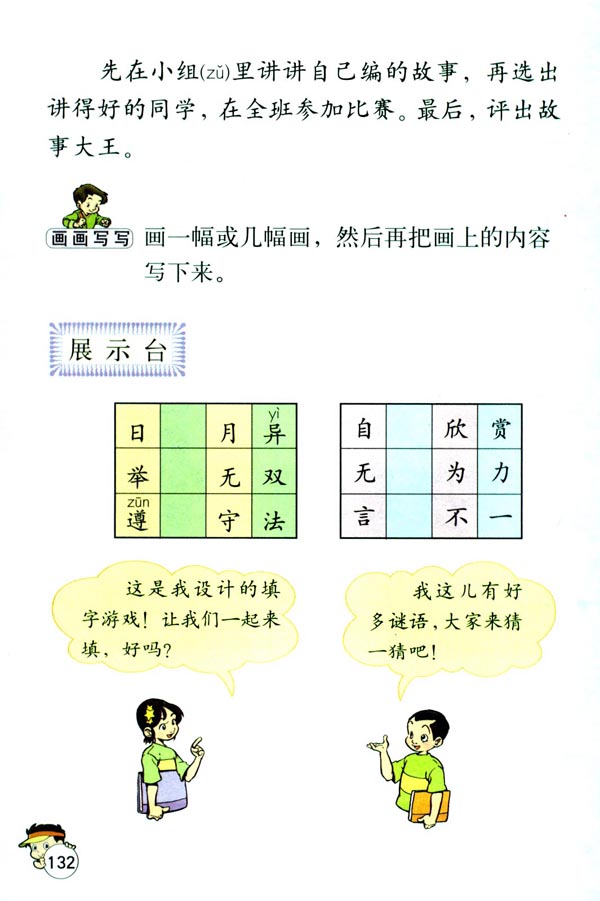 先在小组(zǔ)里讲讲自己编的故事，再选出
讲得好的同学，在全班参加比赛。最后，评出故
事大王。
画画写写 画一幅或几幅画，然后再把画上的内容
写下来。
展示台
yì
日 月 异
举 无 双
zūn
遵 守 法
自 欣 赏
无 为 力
言 不 一
这是我设计的填
字游戏！让我们一起来
填，好吗？
我这儿有好
多谜语，大家来猜
一猜吧！
132